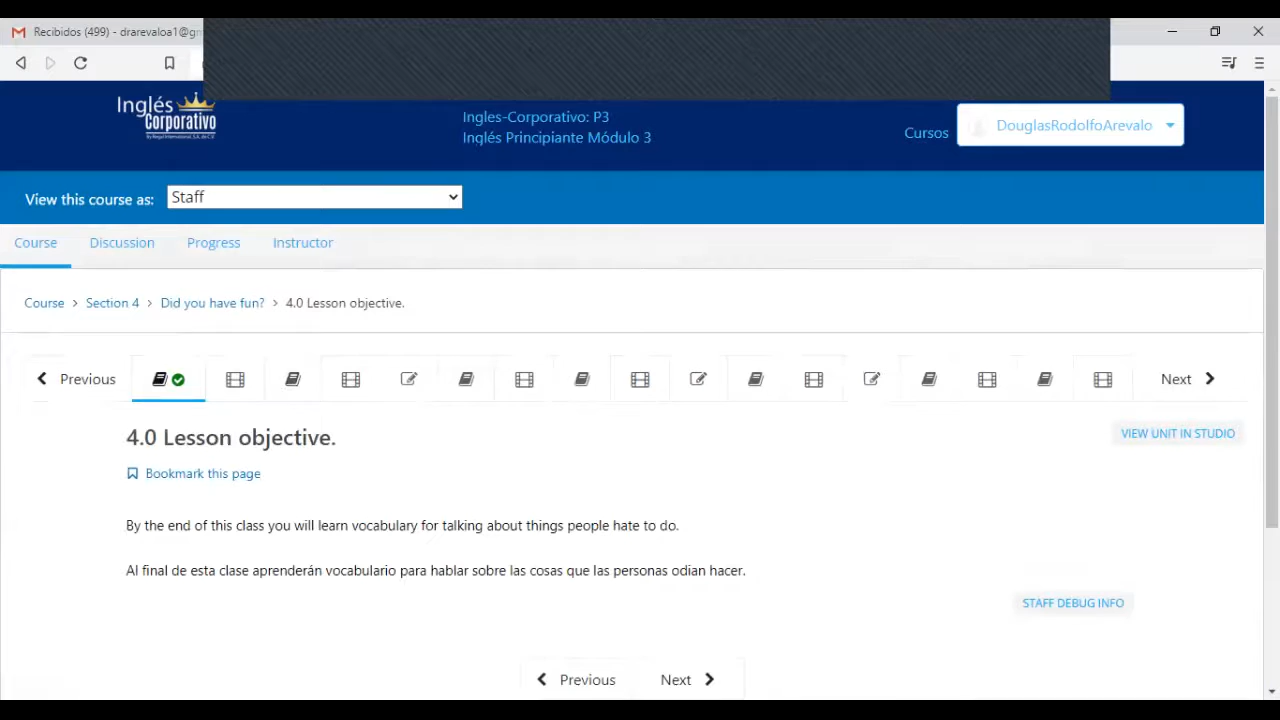 Recibidos (499) - drarevaloa1@gm
Inglés
Corporativo
Ingles-Corporativo: P3
Inglés Principiante Módulo 3
Cursos
DouglasRodolfoArevalo
View this course as:
Staff
Course
Discussion
Progress
Instructor
Course > Section 4 > Did you have fun? > 4.0 Lesson objective.
Previous
Next
4.0 Lesson objective.
VIEW UNIT IN STUDIO
Bookmark this page
By the end of this class you will learn vocabulary for talking about things people hate to do.
Al final de esta clase aprenderán vocabulario para hablar sobre las cosas que las personas odian hacer.
STAFF DEBUG INFO
Previous
Next